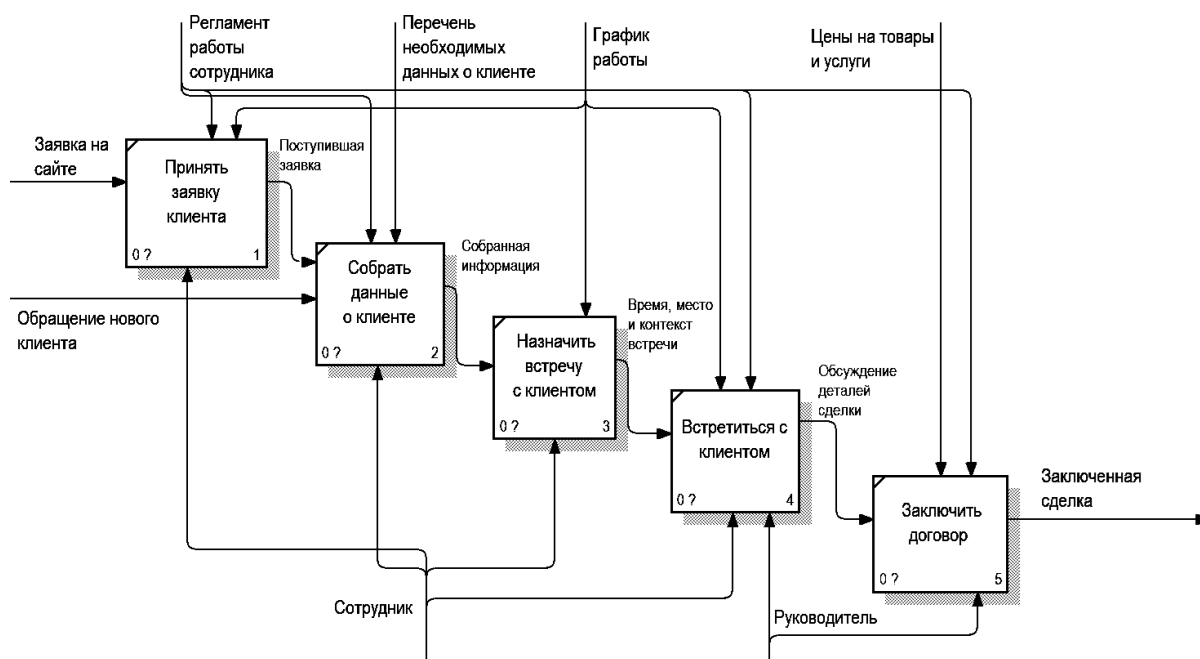 Регламент
работы
сотрудника
Перечень
необходимых
данных о клиенте
График
работы
Цены на товары
и услуги
Заявка на
сайте
Принять
заявку
клиента
0 ?
1
Поступившая
заявка
Обращение нового
клиента
Собрать
данные
о клиенте
0 ?
2
Собранная
информация
Назначить
встречу
с клиентом
0 ?
3
Время, место
и контекст
встречи
Встретиться с
клиентом
0 ?
4
Обсуждение
деталей
сделки
Заключить
договор
0 ?
5
Заключенная
сделка
Сотрудник
Руководитель